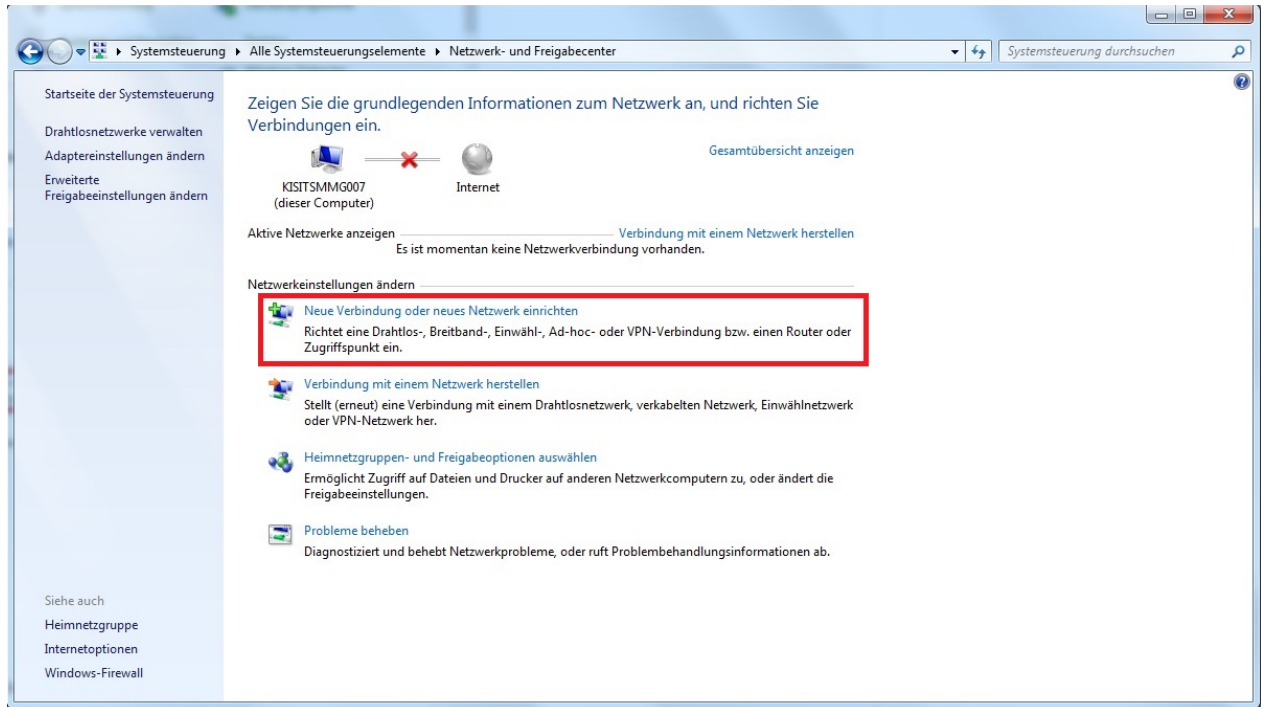 Systemsteuerung ▸ Alle Systemsteuerungselemente ▸ Netzwerk- und Freigabecenter
Systemsteuerung durchsuchen
Startseite der Systemsteuerung
Drahtlosnetzwerke verwalten
Adaptereinstellungen ändern
Erweiterte
Freigabeeinstellungen ändern
Zeigen Sie die grundlegenden Informationen zum Netzwerk an, und richten Sie
Verbindungen ein.
Gesamtübersicht anzeigen
KISITSMMG007
(dieser Computer)
Internet
Aktive Netzwerke anzeigen
Verbindung mit einem Netzwerk herstellen
Es ist momentan keine Netzwerkverbindung vorhanden.
Netzwerkeinstellungen ändern
Neue Verbindung oder neues Netzwerk einrichten
Richtet eine Drahtlos-, Breitband-, Einwähl-, Ad-hoc- oder VPN-Verbindung bzw. einen Router oder
Zugriffspunkt ein.
Verbindung mit einem Netzwerk herstellen
Stellt (erneut) eine Verbindung mit einem Drahtlosnetzwerk, verkabelten Netzwerk, Einwählnetzwerk
oder VPN-Netzwerk her.
Heimnetzgruppen- und Freigabeoptionen auswählen
Ermöglicht Zugriff auf Dateien und Drucker auf anderen Netzwerkcomputern zu, oder ändert die
Freigabeeinstellungen.
Probleme beheben
Diagnostiziert und behebt Netzwerkprobleme, oder ruft Problembehandlungsinformationen ab.
Siehe auch
Heimnetzgruppe
Internetoptionen
Windows-Firewall